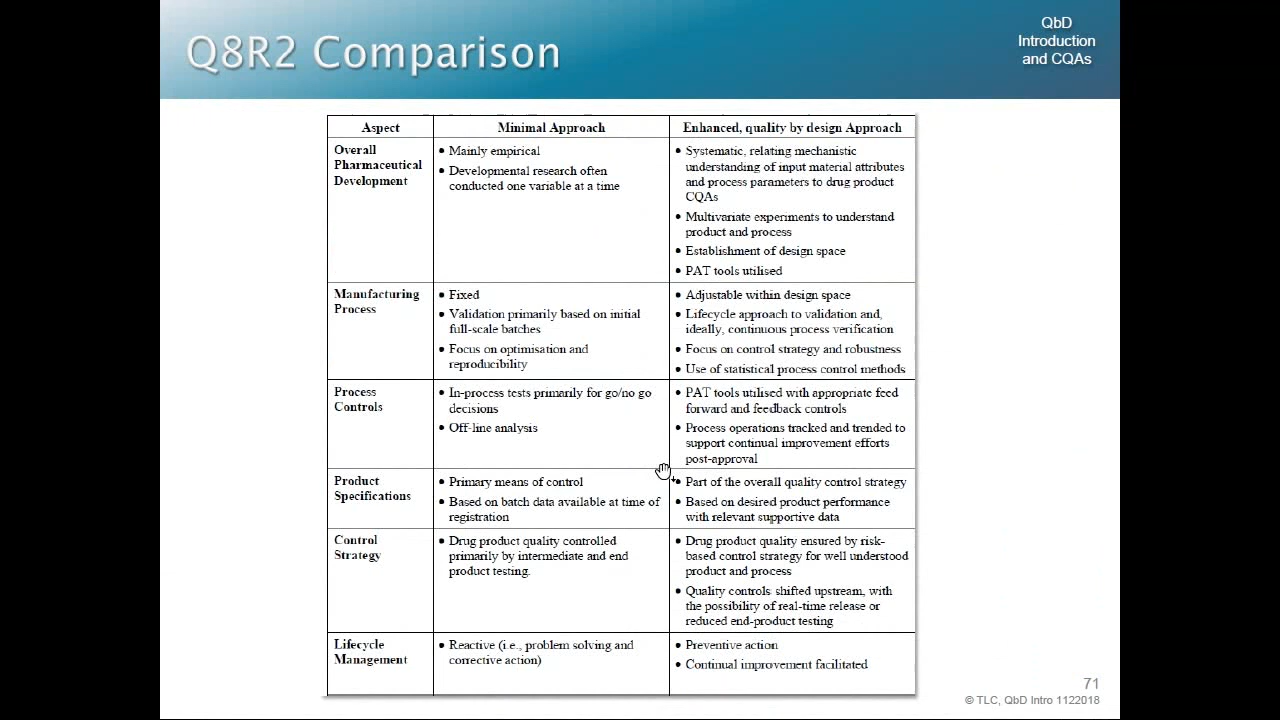 Q8R2 Comparison
QbD
Introduction
and CQAs
Aspect
Minimal Approach
Enhanced, quality by design Approach
Overall
Pharmaceutical
Development
• Mainly empirical
• Developmental research often
conducted one variable at a time
• Systematic, relating mechanistic
understanding of input material attributes
and process parameters to drug product
CQAs
• Multivariate experiments to understand
product and process
• Establishment of design space
• PAT tools utilised
Manufacturing
Process
• Fixed
• Validation primarily based on initial
full-scale batches
• Focus on optimisation and
reproducibility
• Adjustable within design space
• Lifecycle approach to validation and,
ideally, continuous process verification
• Focus on control strategy and robustness
• Use of statistical process control methods
Process
Controls
• In-process tests primarily for go/no go
decisions
• Off-line analysis
• PAT tools utilised with appropriate feed
forward and feedback controls
• Process operations tracked and trended to
support continual improvement efforts
post-approval
Product
Specifications
• Primary means of control
• Based on batch data available at time of
registration
• Part of the overall quality control strategy
• Based on desired product performance
with relevant supportive data
Control
Strategy
• Drug product quality controlled
primarily by intermediate and end
product testing.
• Drug product quality ensured by risk-
based control strategy for well understood
product and process
• Quality controls shifted upstream, with
the possibility of real-time release or
reduced end-product testing
Lifecycle
Management
• Reactive (i.e., problem solving and
corrective action)
• Preventive action
• Continual improvement facilitated
71
© TLC, QbD Intro 1122018